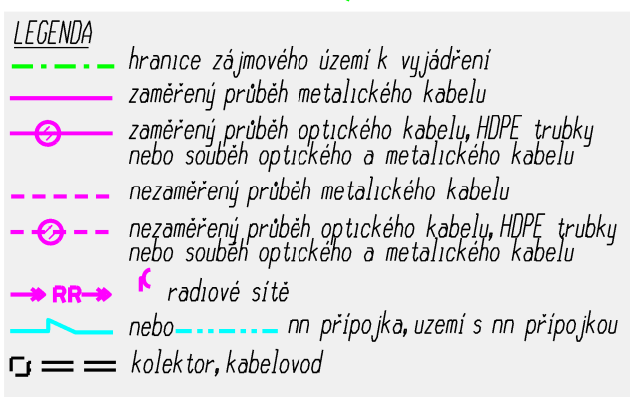 LEGENDA
hranice zájmového území k vyjádření
zaměřený průběh metalického kabelu
zaměřený průběh optického kabelu, HDPE trubky
nebo souběh optického a metalického kabelu
nezaměřený průběh metalického kabelu
nezaměřený průběh optického kabelu, HDPE trubky
nebo souběh optického a metalického kabelu
RR radiové sítě
nebo nn přípojka, uzemí s nn přípojkou
kolektor, kabelovod